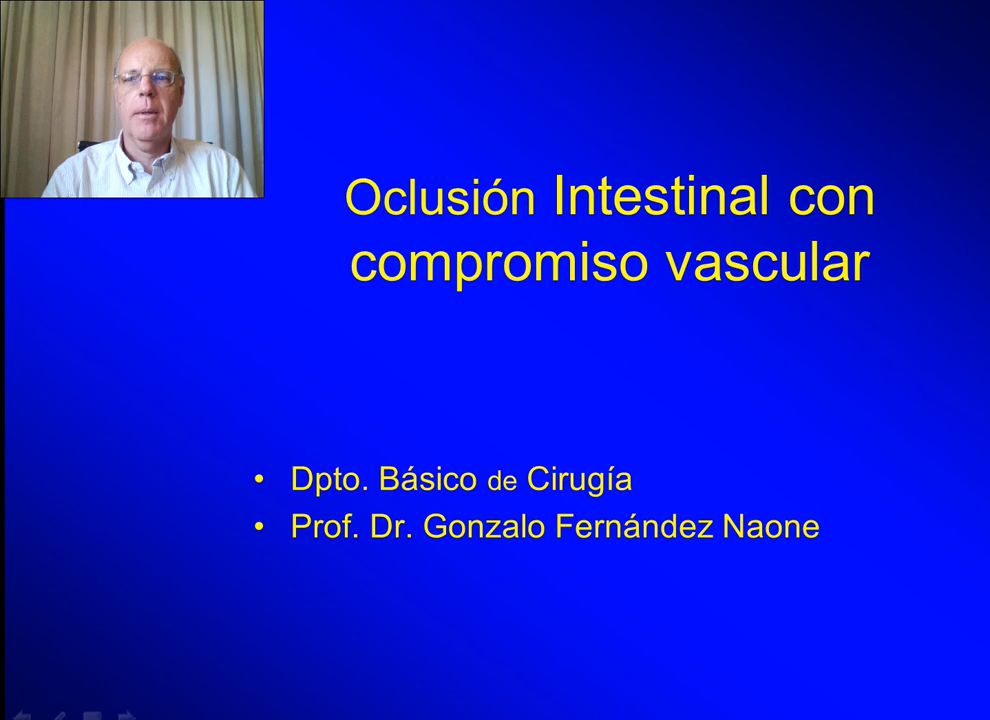 Oclusión Intestinal con
compromiso vascular
• Dpto. Básico de Cirugía
• Prof. Dr. Gonzalo Fernández Naone